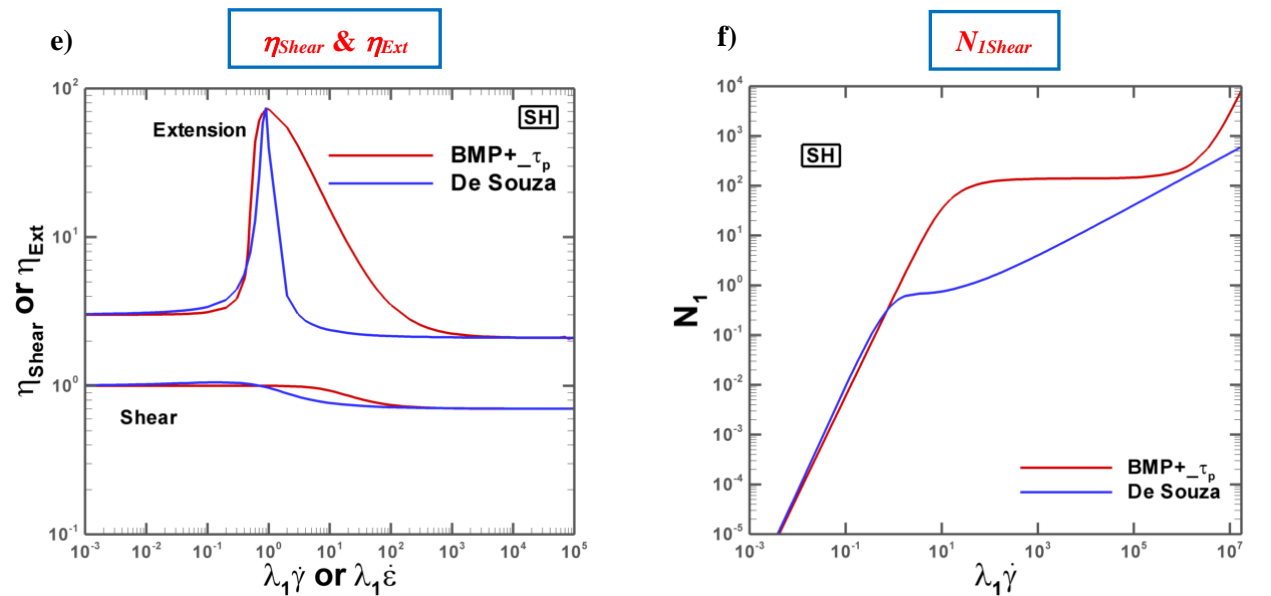 e)
ηShear & ηExt
10²
10¹
10⁰
10⁻¹
ηShear or ηExt
Extension
SH
BMP+_τp
De Souza
Shear
10⁻³ 10⁻² 10⁻¹ 10⁰ 10¹ 10² 10³ 10⁴ 10⁵
λ₁γ̇ or λ₁ε̇
f)
N1Shear
10⁴
10³
10²
10¹
10⁰
10⁻¹
10⁻²
10⁻³
10⁻⁴
10⁻⁵
N₁
SH
BMP+_τp
De Souza
10⁻³ 10⁻¹ 10¹ 10³ 10⁵ 10⁷
λ₁γ̇